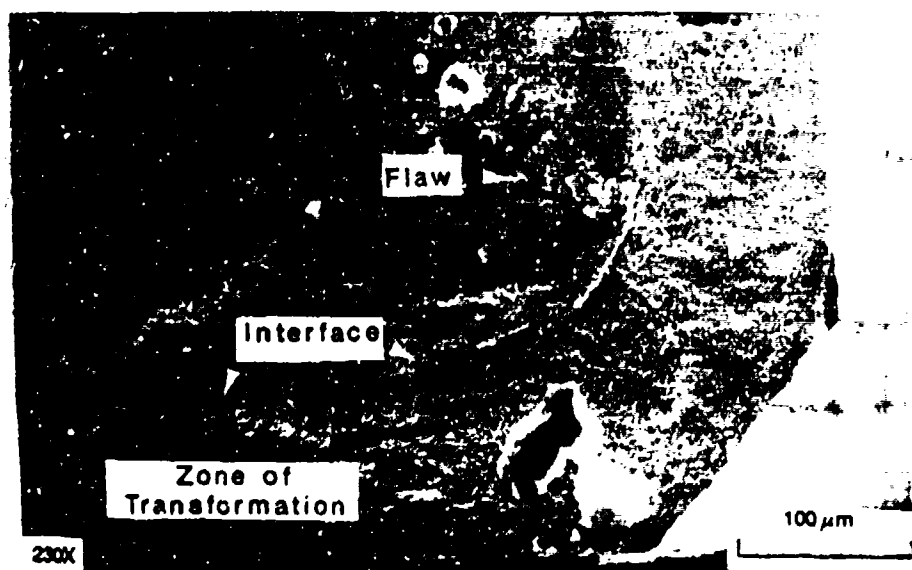 Flaw
Interface
Zone of
Transformation
100 μm
230X